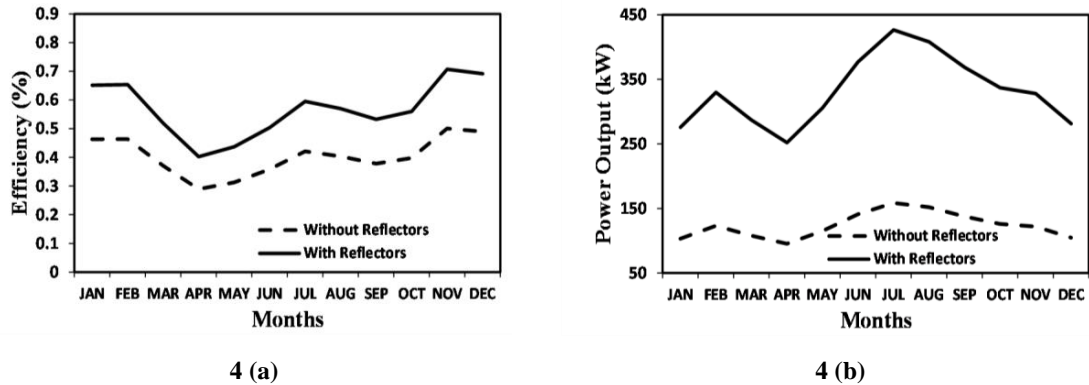 0.9
0.8
0.7
0.6
0.5
0.4
0.3
0.2
0.1
0
Efficiency (%)
Without Reflectors
With Reflectors
JAN FEB MAR APR MAY JUN JUL AUG SEP OCT NOV DEC
Months
4 (a)
450
350
250
150
50
Power Output (kW)
Without Reflectors
With Reflectors
JAN FEB MAR APR MAY JUN JUL AUG SEP OCT NOV DEC
Months
4 (b)